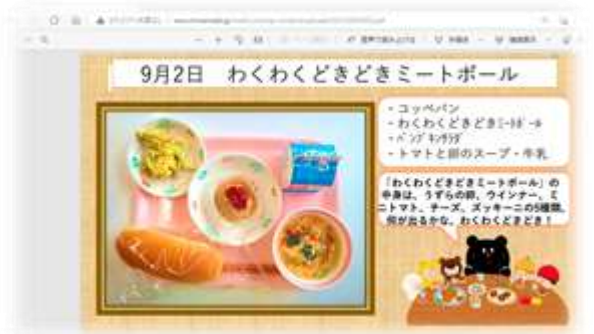 9月2日 わくわくどきどきミートボール
・コッペパン
・わくわくどきどきミートボール
・パンプキンサラダ
・トマトと卵のスープ・牛乳
「わくわくどきどきミートボール」の
中身は、うずらの卵、ウインナー、ミ
ニトマト、チーズ、ズッキーニの5種類。
何が出るかな。わくわくどきどき！